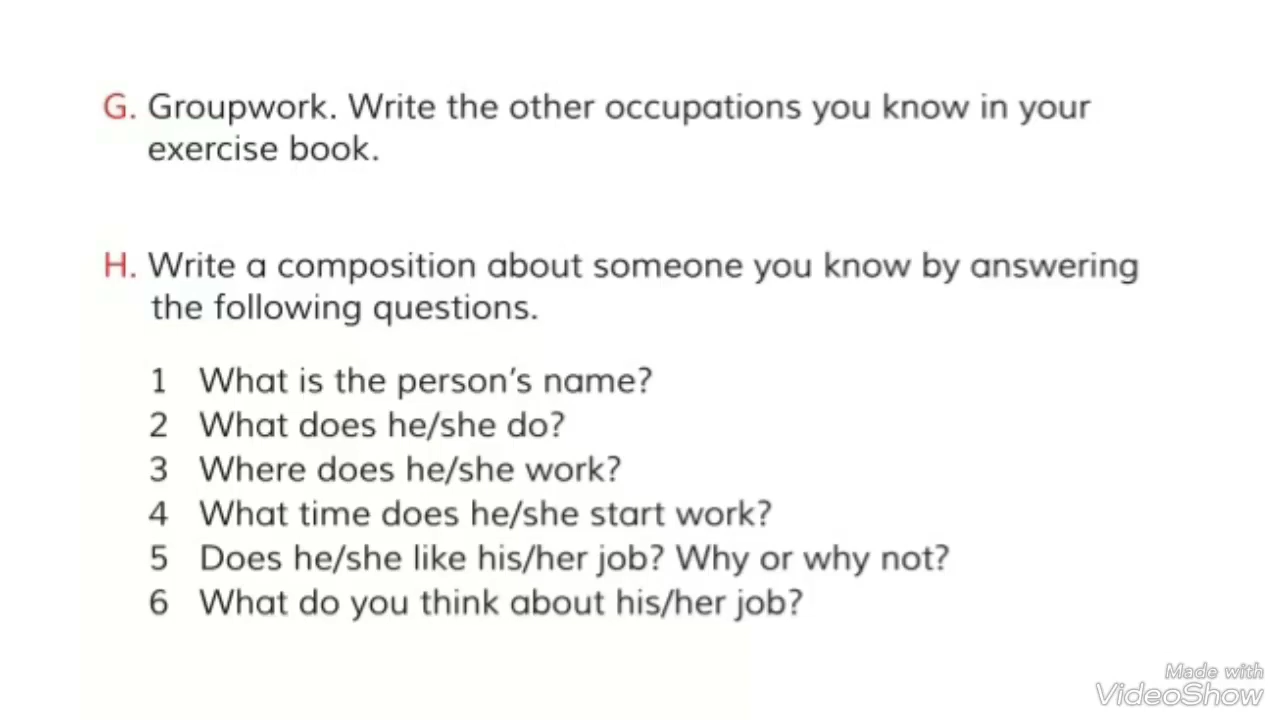 G. Groupwork. Write the other occupations you know in your
exercise book.
H. Write a composition about someone you know by answering
the following questions.
1 What is the person's name?
2 What does he/she do?
3 Where does he/she work?
4 What time does he/she start work?
5 Does he/she like his/her job? Why or why not?
6 What do you think about his/her job?
Made with
VideoShow